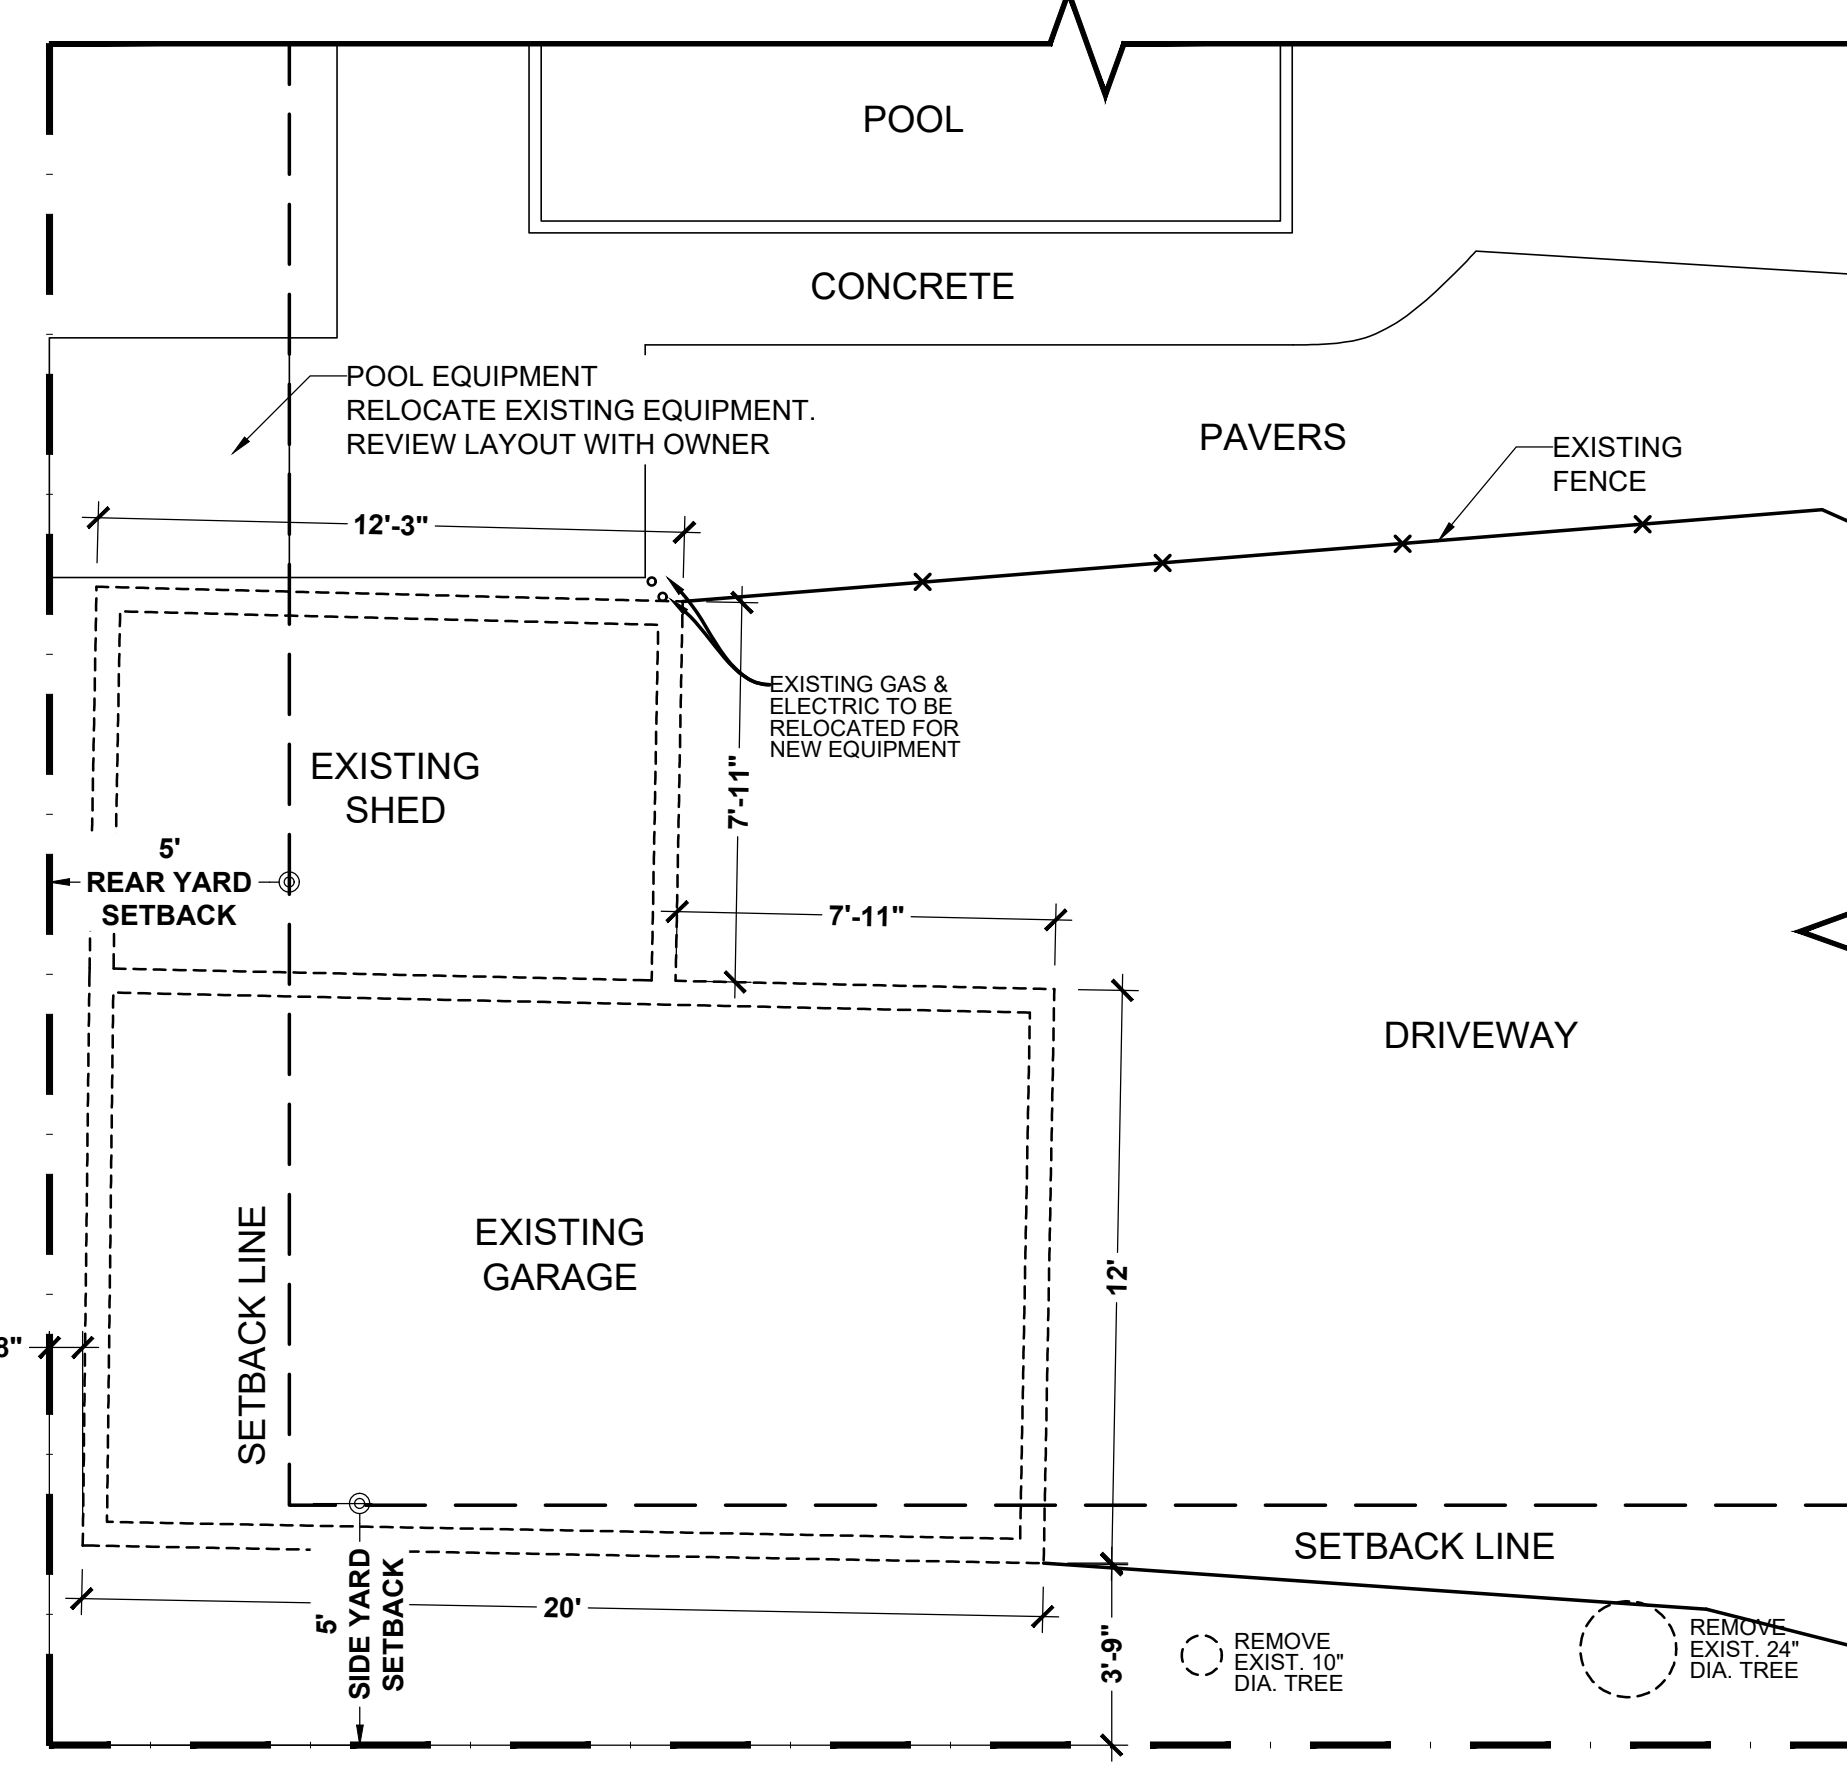 POOL
CONCRETE
POOL EQUIPMENT
RELOCATE EXISTING EQUIPMENT.
REVIEW LAYOUT WITH OWNER
PAVERS
EXISTING
FENCE
12'-3"
EXISTING GAS &
ELECTRIC TO BE
RELOCATED FOR
NEW EQUIPMENT
EXISTING
SHED
7'-11"
5'
REAR YARD
SETBACK
7'-11"
DRIVEWAY
SETBACK LINE
EXISTING
GARAGE
12'
8"
SETBACK LINE
5'
SIDE YARD
SETBACK
20'
3'-9"
REMOVE
EXIST. 10"
DIA. TREE
REMOVE
EXIST. 24"
DIA. TREE